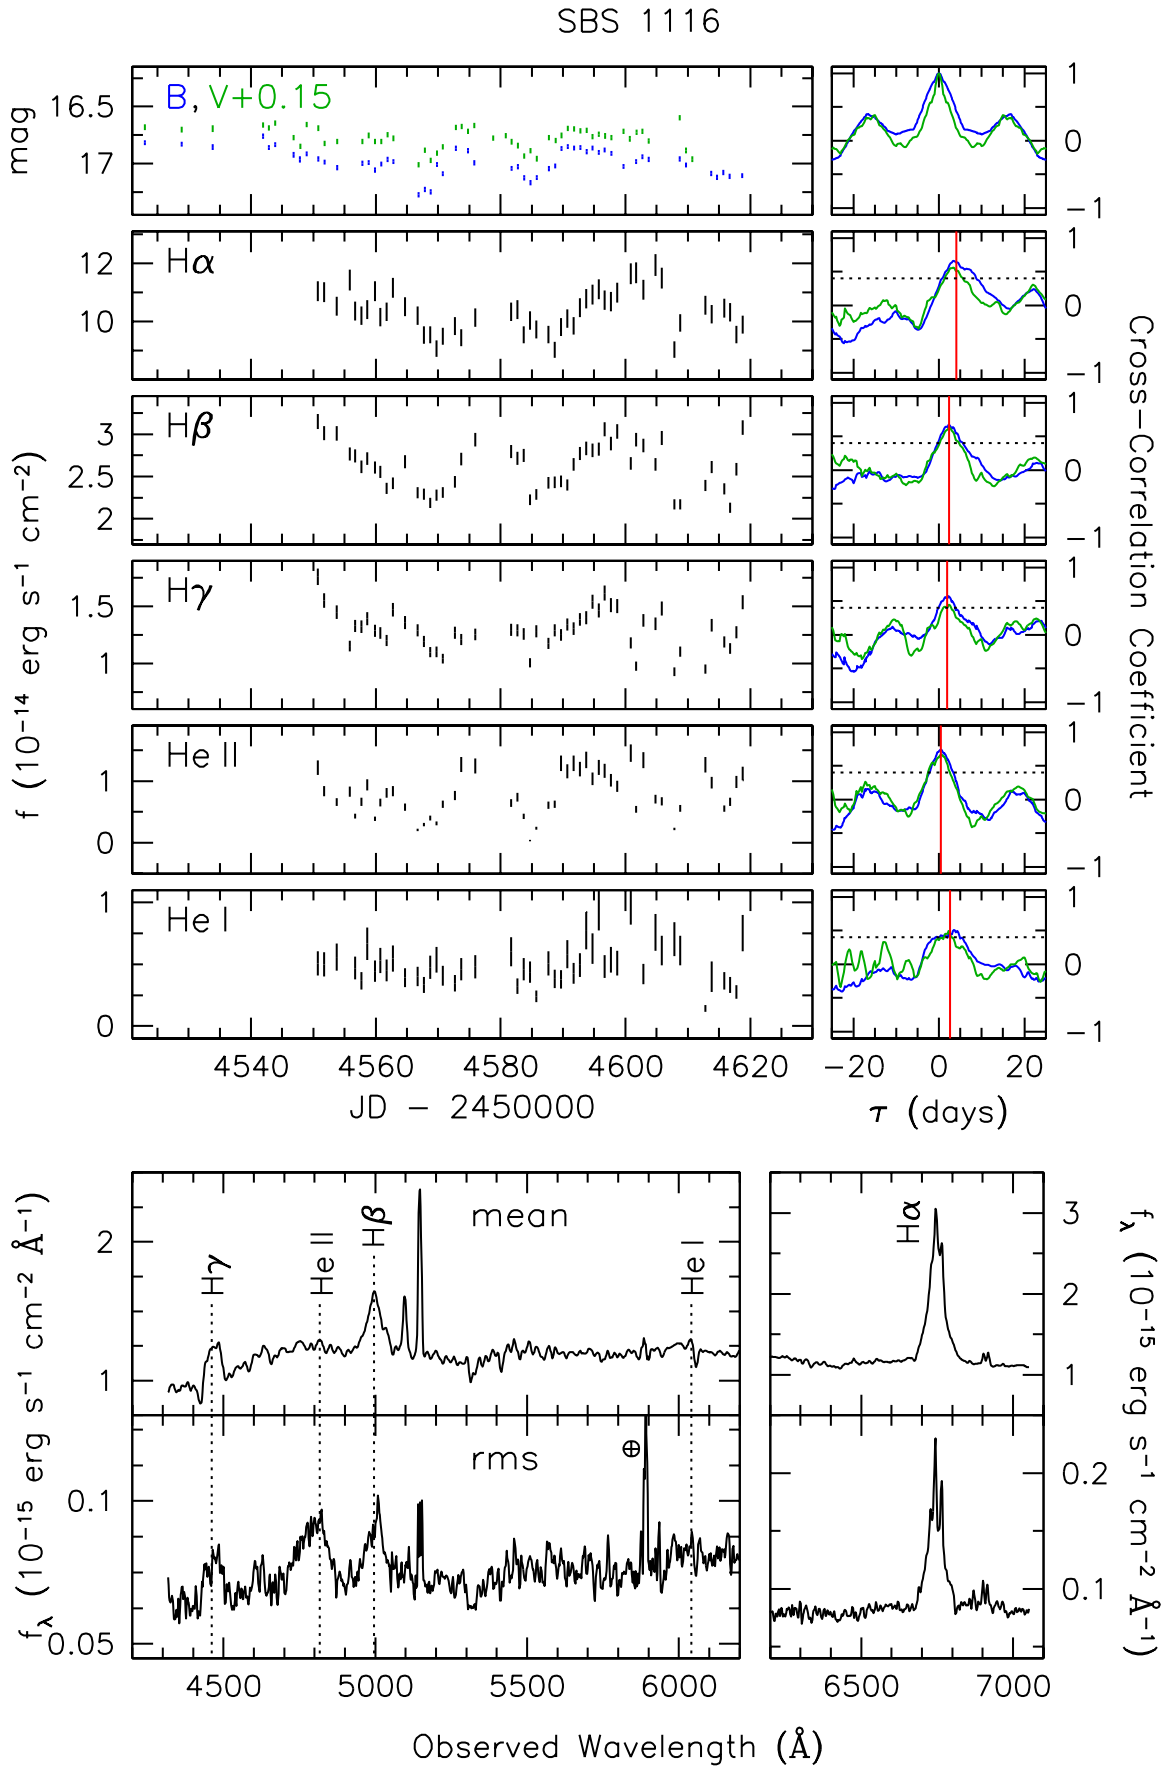 SBS 1116
mag
16.5
17
B, V+0.15
1
0
−1
Hα
12
10
1
0
−1
Hβ
3
2.5
2
1
0
−1
Hγ
1.5
1
1
0
−1
He II
1
0
1
0
−1
He I
1
0
1
0
−1
f (10⁻¹⁴ erg s⁻¹ cm⁻²)
Cross−Correlation Coefficient
4540 4560 4580 4600 4620
−20 0 20
JD − 2450000
τ (days)
mean
Hγ
He II
Hβ
He I
2
1
Hα
3
2
1
rms
⊕
0.1
0.05
0.2
0.1
f_λ (10⁻¹⁵ erg s⁻¹ cm⁻² Å⁻¹)
f_λ (10⁻¹⁵ erg s⁻¹ cm⁻² Å⁻¹)
4500 5000 5500 6000
6500 7000
Observed Wavelength (Å)